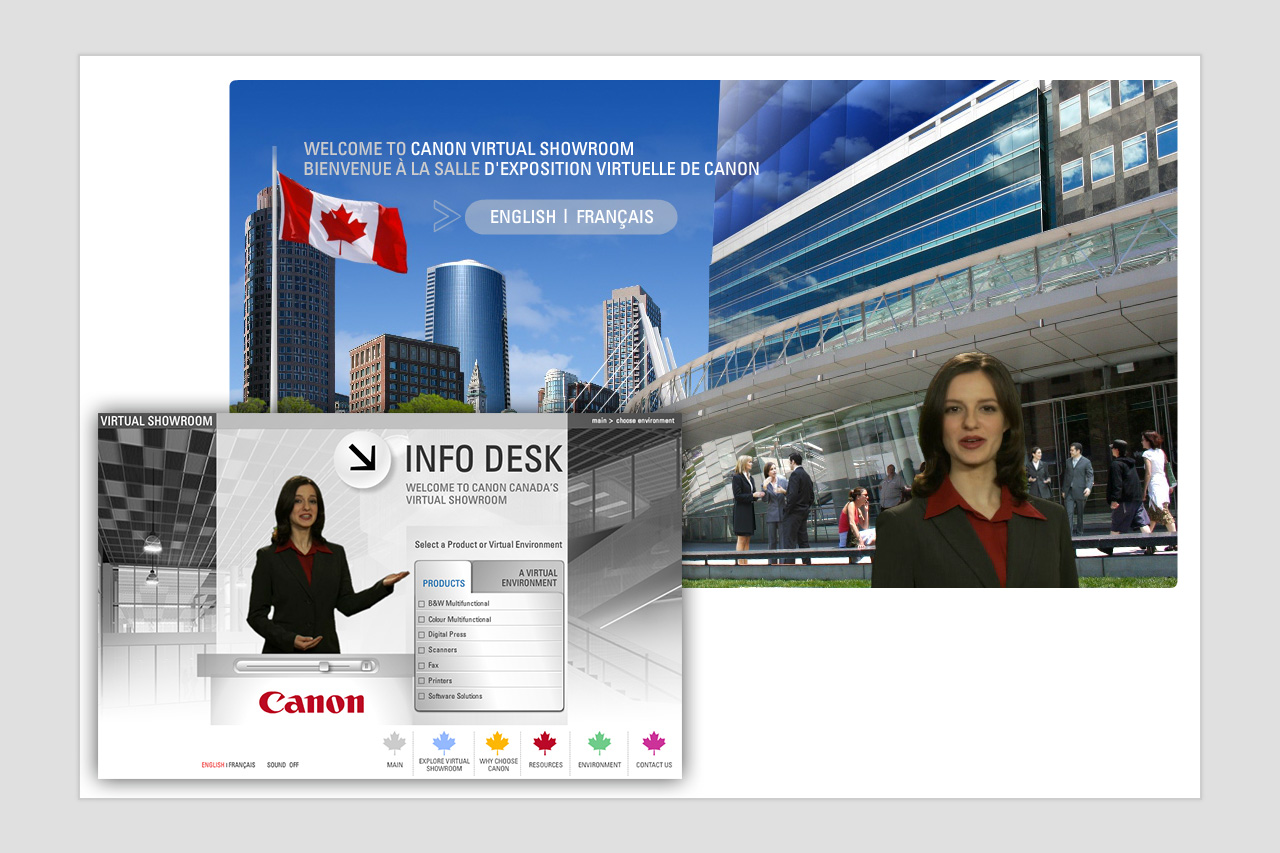 WELCOME TO CANON VIRTUAL SHOWROOM
BIENVENUE À LA SALLE D'EXPOSITION VIRTUELLE DE CANON
ENGLISH | FRANÇAIS
VIRTUAL SHOWROOM
main > choose environment
INFO DESK
WELCOME TO CANON CANADA'S
VIRTUAL SHOWROOM
Select a Product or Virtual Environment
PRODUCTS
A VIRTUAL
ENVIRONMENT
B&W Multifunctional
Colour Multifunctional
Digital Press
Scanners
Fax
Printers
Software Solutions
Canon
ENGLISH | FRANÇAIS
SOUND OFF
MAIN
EXPLORE VIRTUAL
SHOWROOM
WHY CHOOSE
CANON
RESOURCES
ENVIRONMENT
CONTACT US